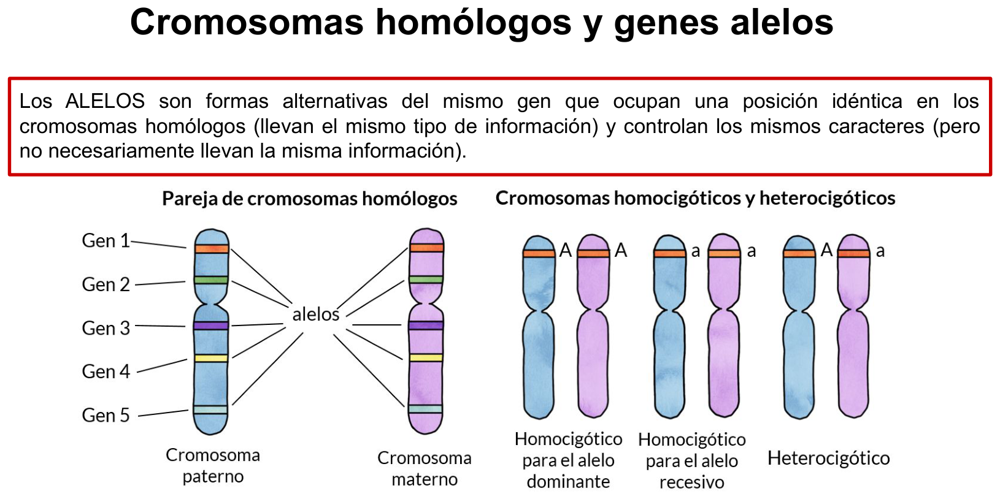 Cromosomas homólogos y genes alelos
Los ALELOS son formas alternativas del mismo gen que ocupan una posición idéntica en los
cromosomas homólogos (llevan el mismo tipo de información) y controlan los mismos caracteres (pero
no necesariamente llevan la misma información).
Pareja de cromosomas homólogos
Gen 1
Gen 2
Gen 3
Gen 4
Gen 5
alelos
Cromosoma
paterno
Cromosoma
materno
Cromosomas homocigóticos y heterocigóticos
A A
a a
A a
Homocigótico
para el alelo
dominante
Homocigótico
para el alelo
recesivo
Heterocigótico